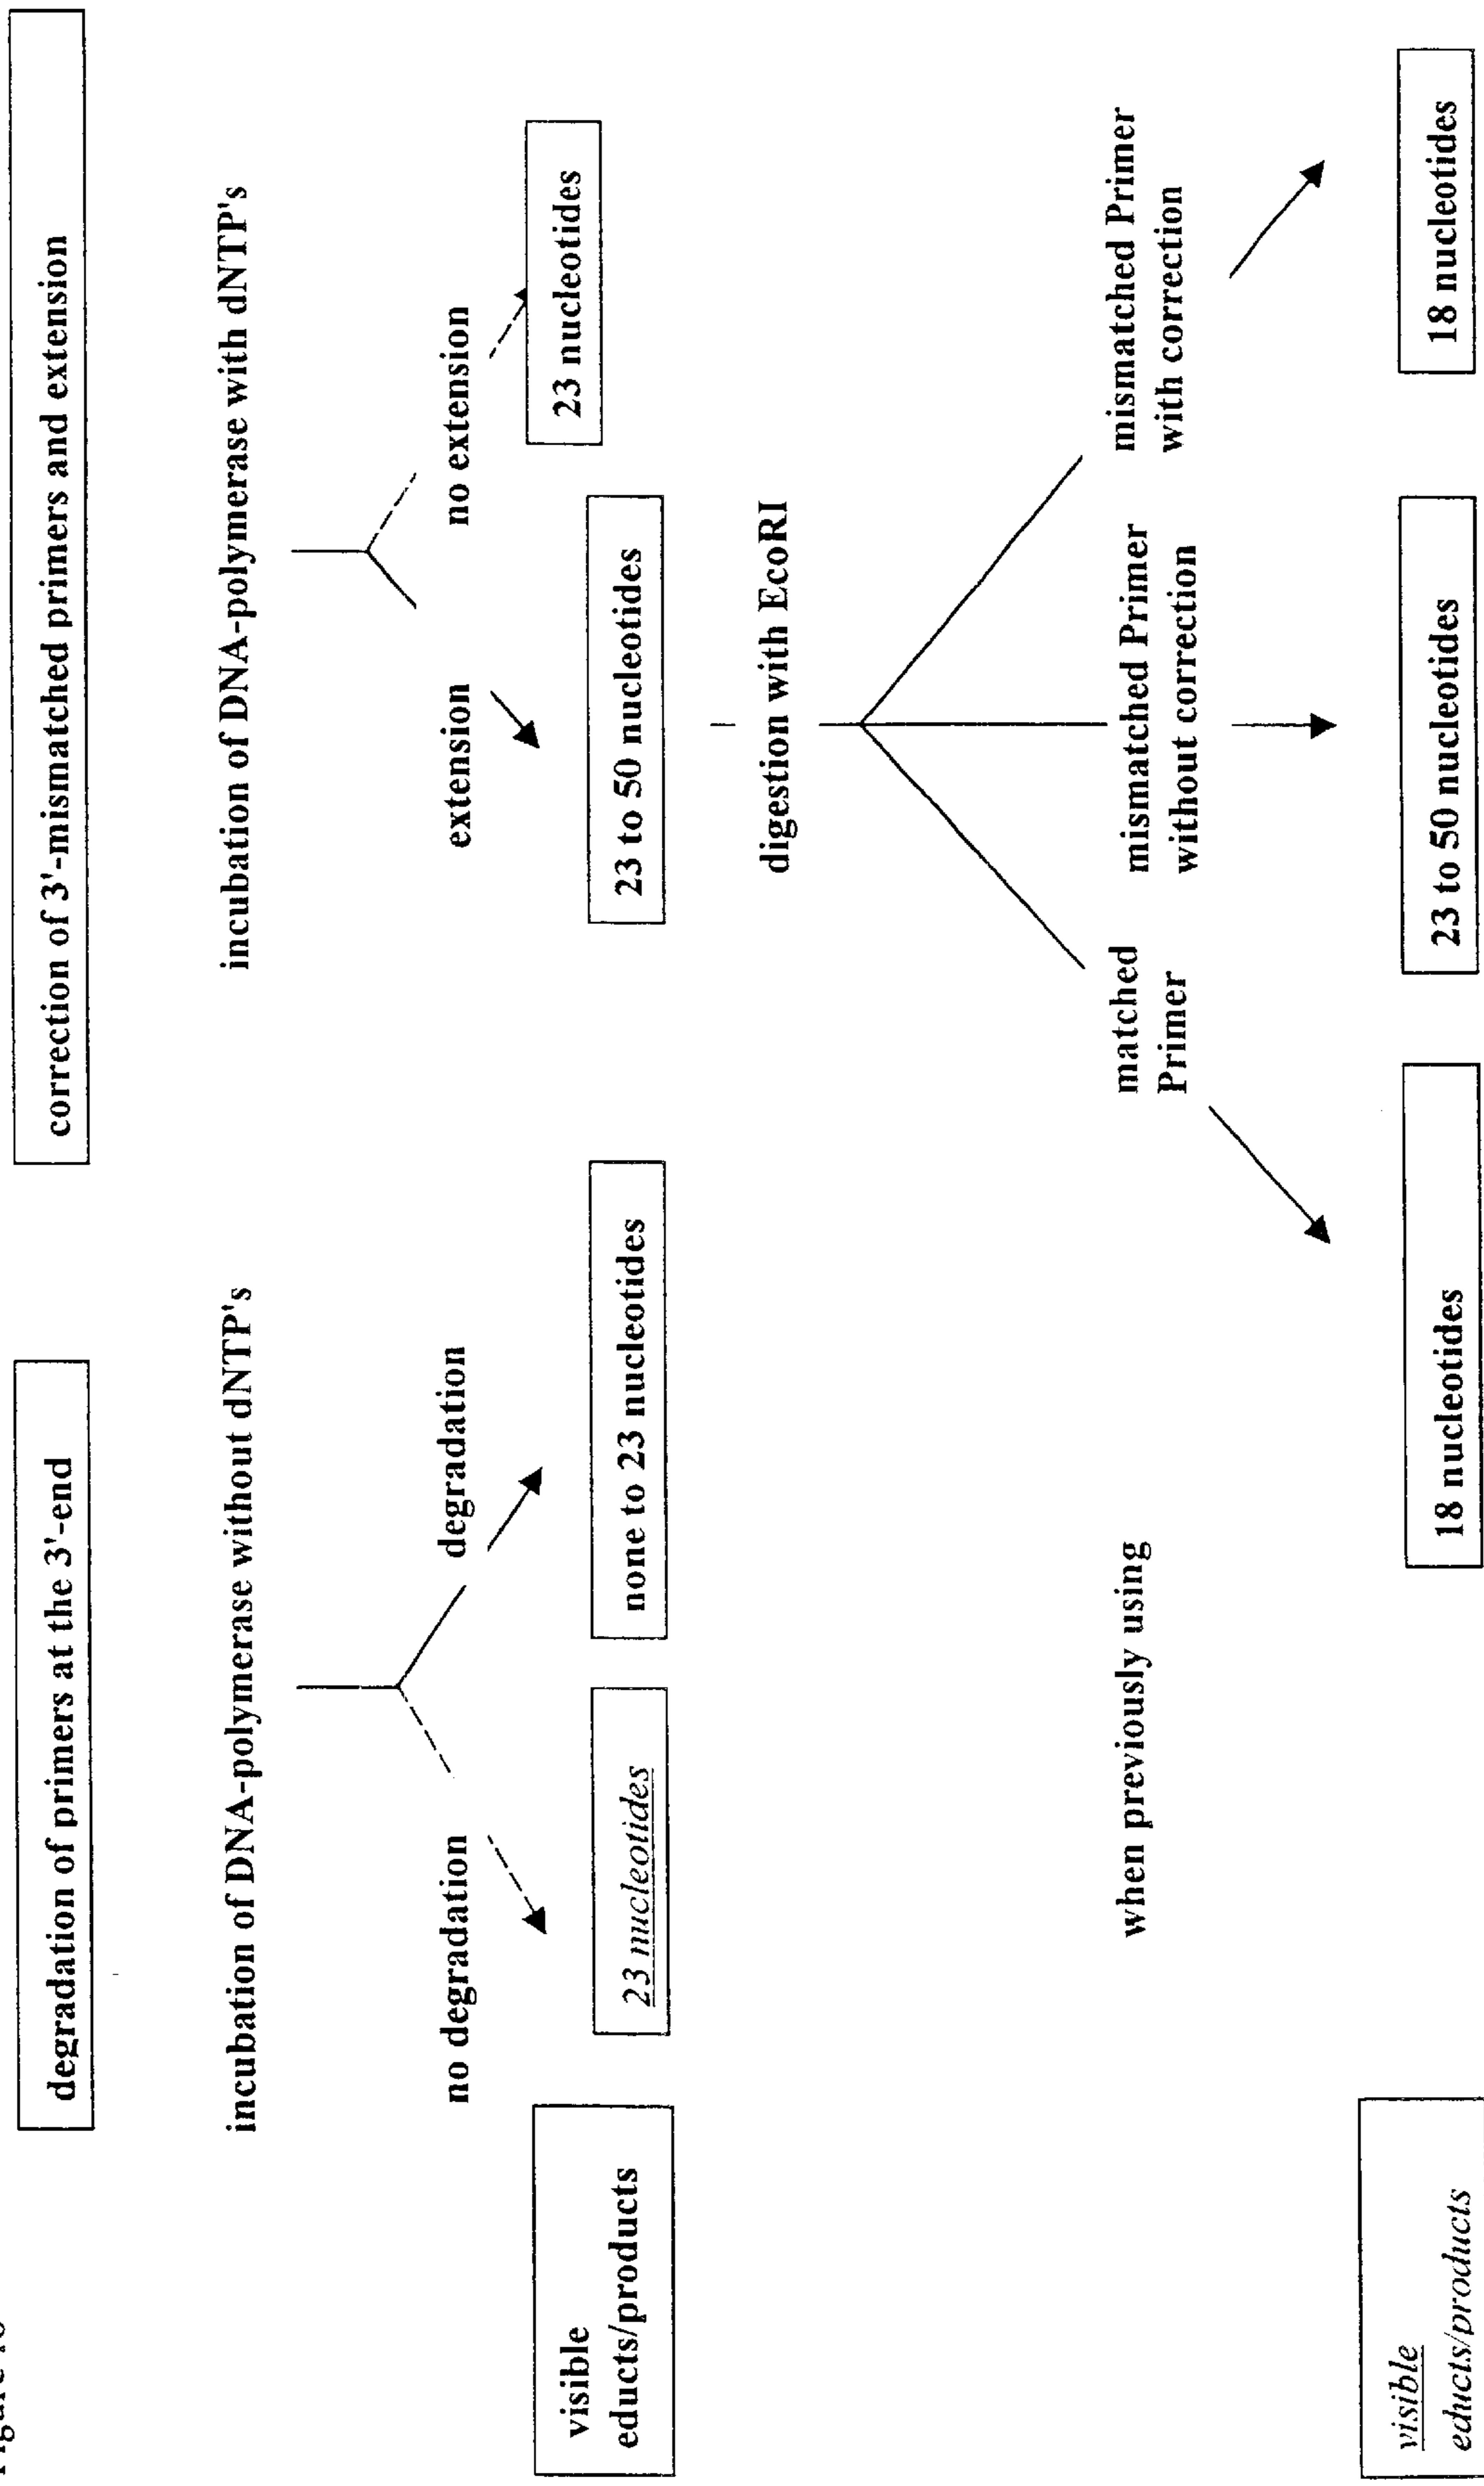 degradation of primers at the 3'-end
correction of 3'-mismatched primers and extension
incubation of DNA-polymerase without dNTP's
incubation of DNA-polymerase with dNTP's
no degradation
degradation
extension
no extension
visible
educts/products
23 nucleotides
none to 23 nucleotides
23 to 50 nucleotides
23 nucleotides
digestion with EcoRI
when previously using
matched
Primer
mismatched Primer
without correction
mismatched Primer
with correction
visible
educts/products
18 nucleotides
23 to 50 nucleotides
18 nucleotides